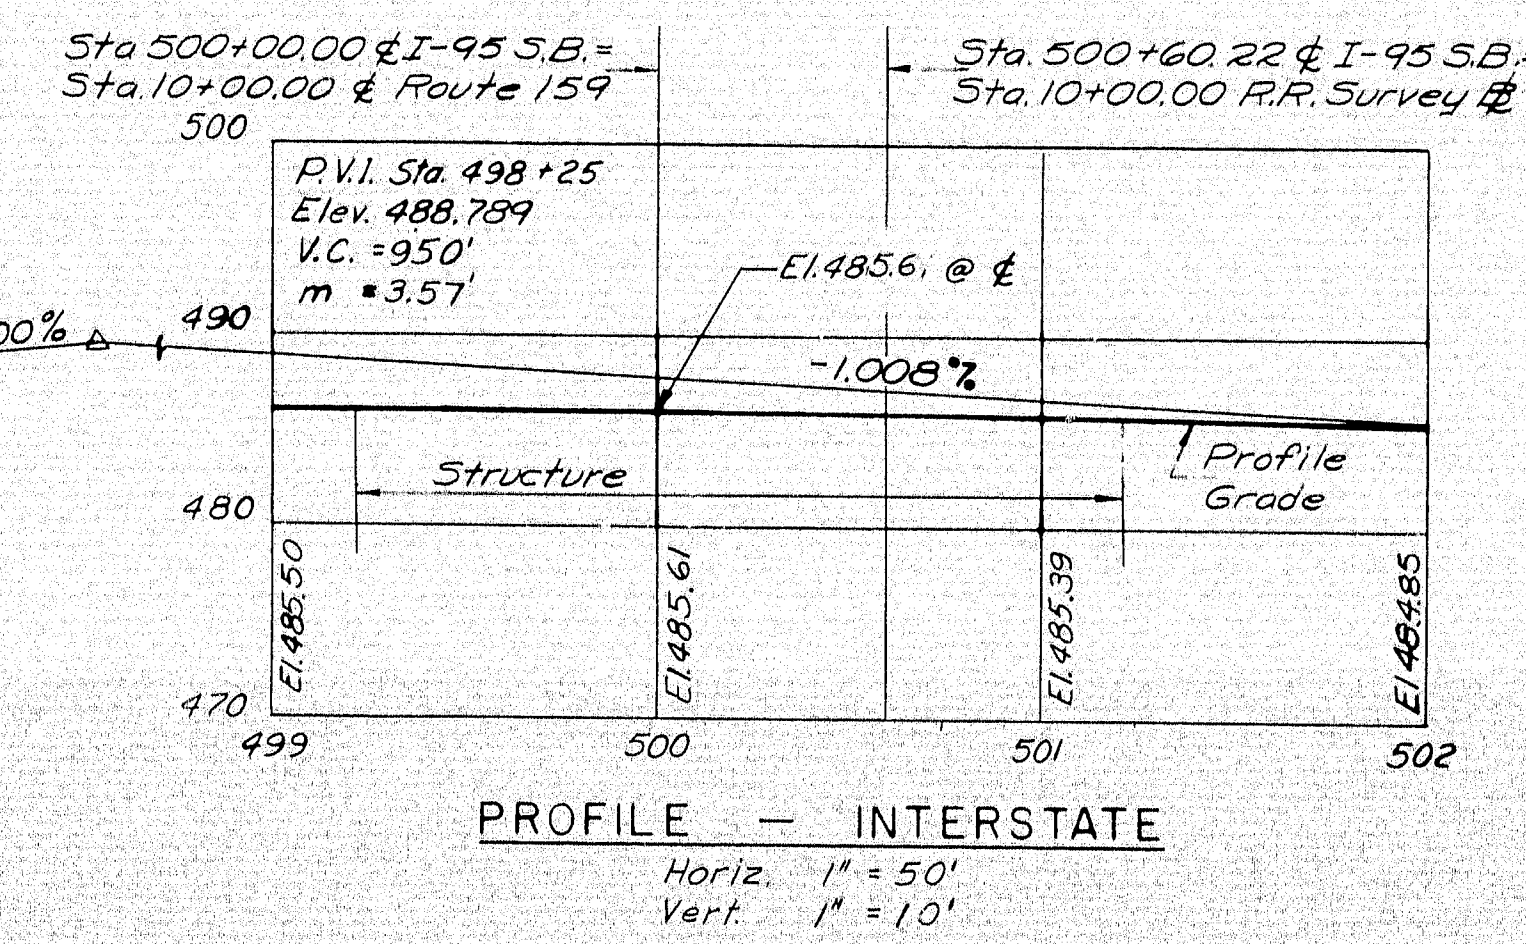 Sta 500+00.00 ℄ I-95 S.B. =
Sta. 10+00.00 ℄ Route 159
Sta. 500+60.22 ℄ I-95 S.B.=
Sta. 10+00.00 R.R. Survey
500
P.V.I. Sta. 498+25
Elev. 488.789
V.C. = 950'
m = 3.57'
El. 485.61 @ ℄
00%
490
-1.008%
Structure
Profile
Grade
480
El. 485.50
El. 485.61
El. 485.39
El 484.85
470
499
500
501
502
PROFILE — INTERSTATE
Horiz. 1" = 50'
Vert. 1" = 10'